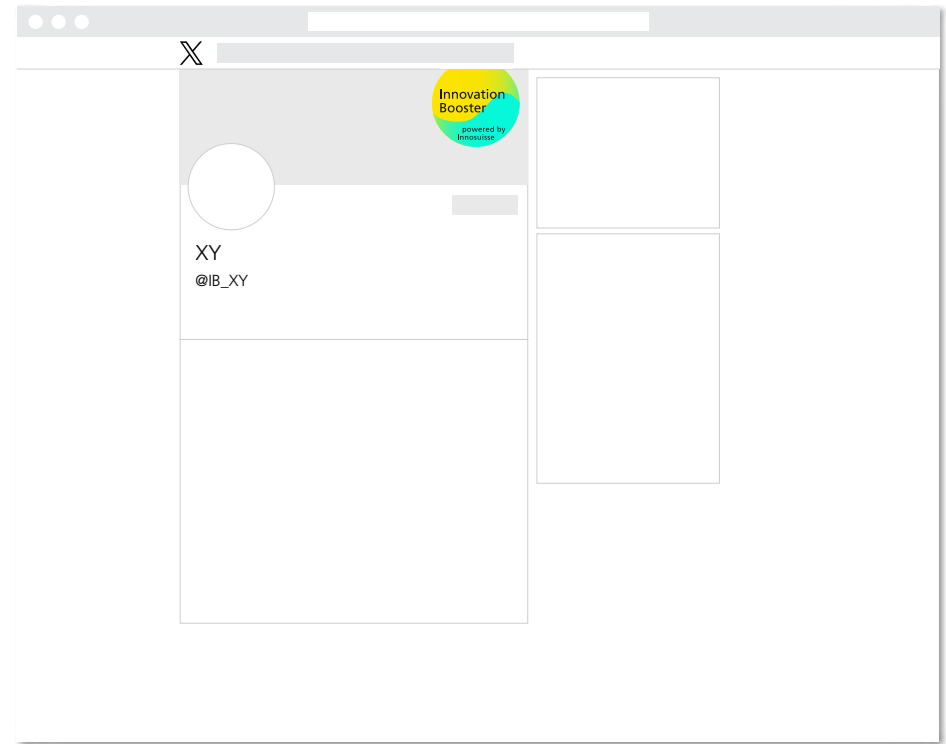 𝕏
Innovation
Booster
powered by
Innosuisse
XY
@IB_XY